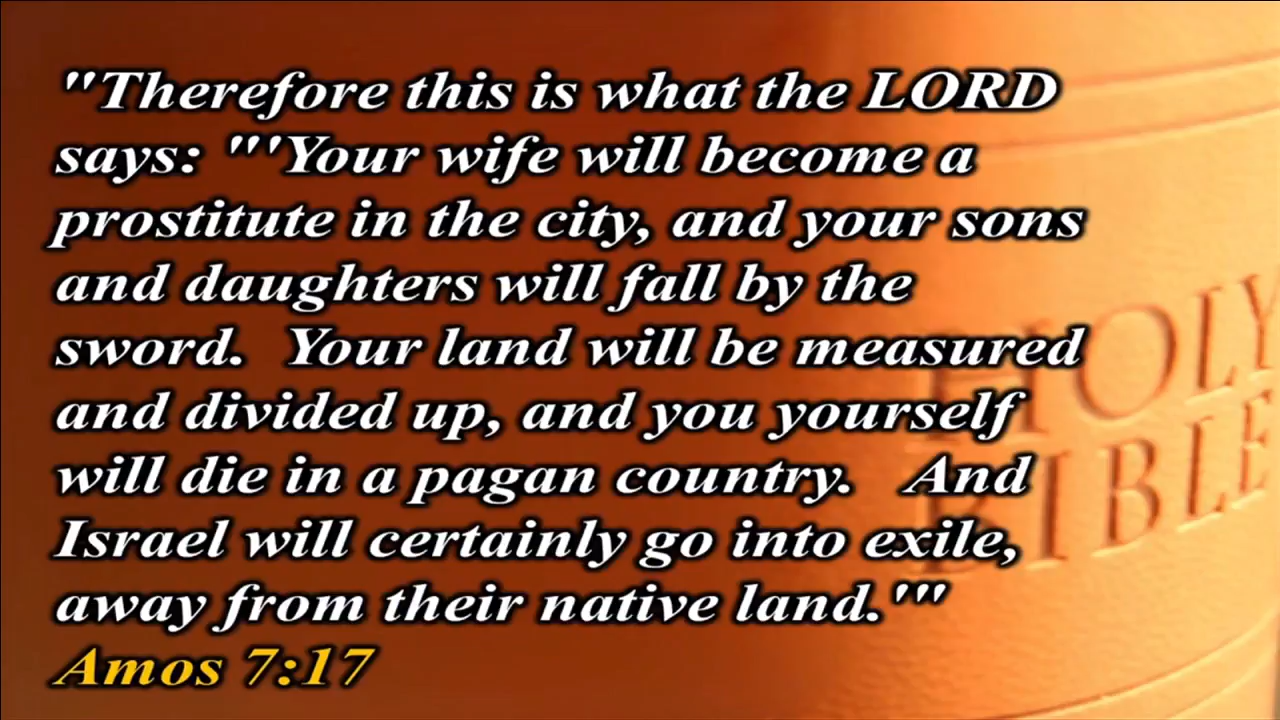 "Therefore this is what the LORD
says: "'Your wife will become a
prostitute in the city, and your sons
and daughters will fall by the
sword.  Your land will be measured
and divided up, and you yourself
will die in a pagan country.   And
Israel will certainly go into exile,
away from their native land.'"
Amos 7:17
HOLY
BIBLE